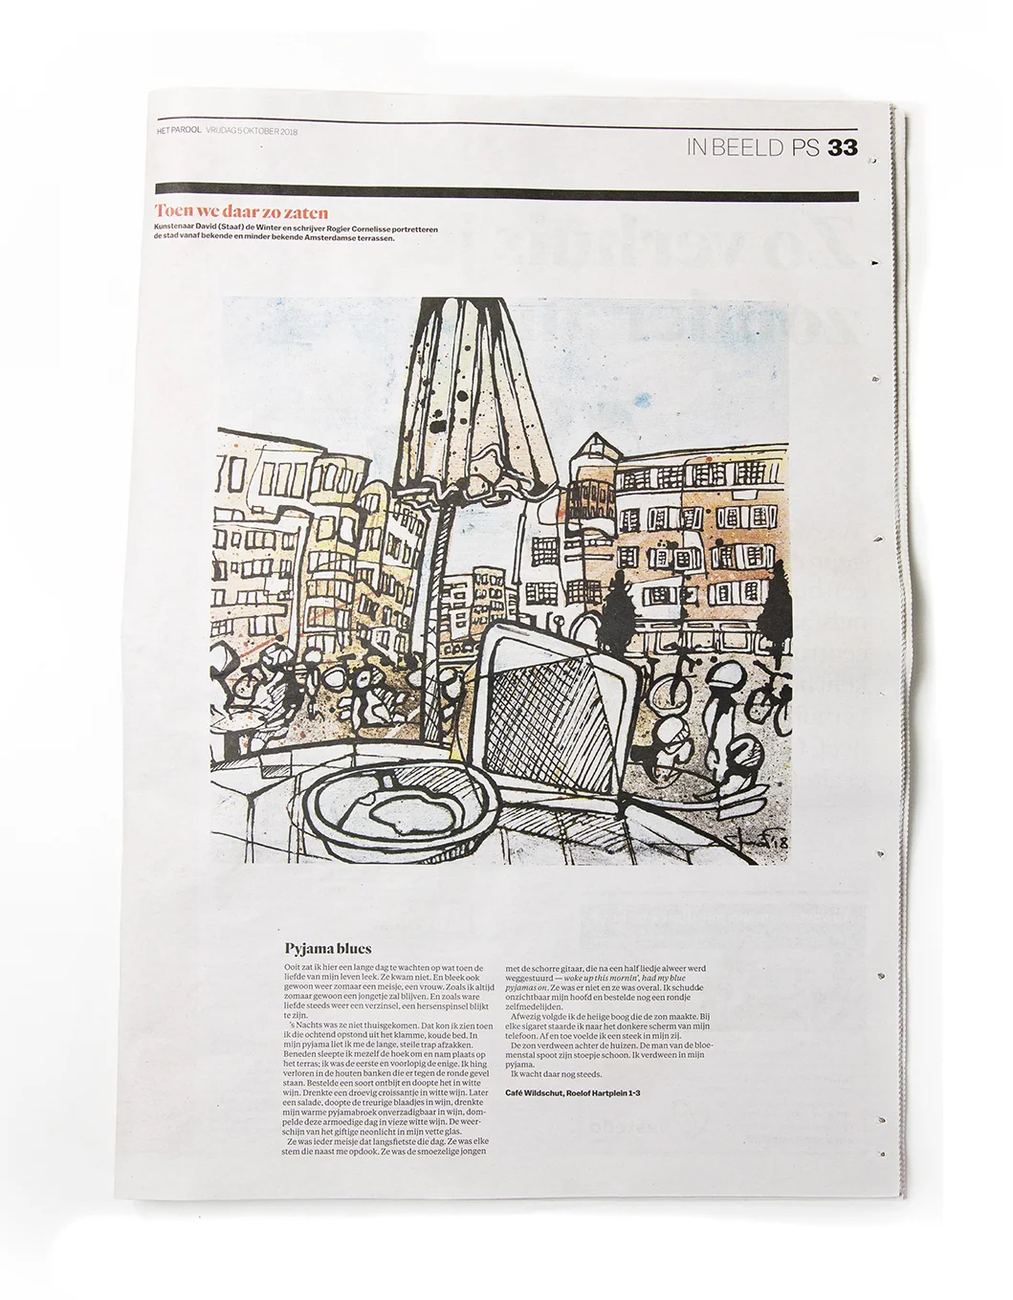 HET PAROOL VRIJDAG 5 OKTOBER 2018
IN BEELD PS 33
Toen we daar zo zaten
Kunstenaar David (Staaf) de Winter en schrijver Rogier Cornelisse portretteren
de stad vanaf bekende en minder bekende Amsterdamse terrassen.
Pyjama blues
Ooit zat ik hier een lange dag te wachten op wat toen de
liefde van mijn leven leek. Ze kwam niet. En bleek ook
gewoon weer zomaar een meisje, een vrouw. Zoals ik altijd
zomaar gewoon een jongetje zal blijven. En zoals ware
liefde steeds weer een verzinsel, een hersenspinsel blijkt
te zijn.
's Nachts was ze niet thuisgekomen. Dat kon ik zien toen
ik die ochtend opstond uit het klamme, koude bed. In
mijn pyjama liet ik me de lange, steile trap afzakken.
Beneden sleepte ik mezelf de hoek om en nam plaats op
het terras; ik was de eerste en voorlopig de enige. Ik hing
verloren in de houten banken die er tegen de ronde gevel
staan. Bestelde een soort ontbijt en doopte het in witte
wijn. Drenkte een droevig croissantje in witte wijn. Later
een salade, doopte de treurige blaadjes in wijn, drenkte
mijn warme pyjamabroek onverzadigbaar in wijn, dom-
pelde deze armoedige dag in vieze witte wijn. De weer-
schijn van het giftige neonlicht in mijn vette glas.
Ze was ieder meisje dat langsfietste die dag. Ze was elke
stem die naast me opdook. Ze was de smoezelige jongen
met de schorre gitaar, die na een half liedje alweer werd
weggestuurd — woke up this mornin', had my blue
pyjamas on. Ze was er niet en ze was overal. Ik schudde
onzichtbaar mijn hoofd en bestelde nog een rondje
zelfmedelijden.
Afwezig volgde ik de heiige boog die de zon maakte. Bij
elke sigaret staarde ik naar het donkere scherm van mijn
telefoon. Af en toe voelde ik een steek in mijn zij.
De zon verdween achter de huizen. De man van de bloe-
menstal spoot zijn stoepje schoon. Ik verdween in mijn
pyjama.
Ik wacht daar nog steeds.
Café Wildschut, Roelof Hartplein 1-3